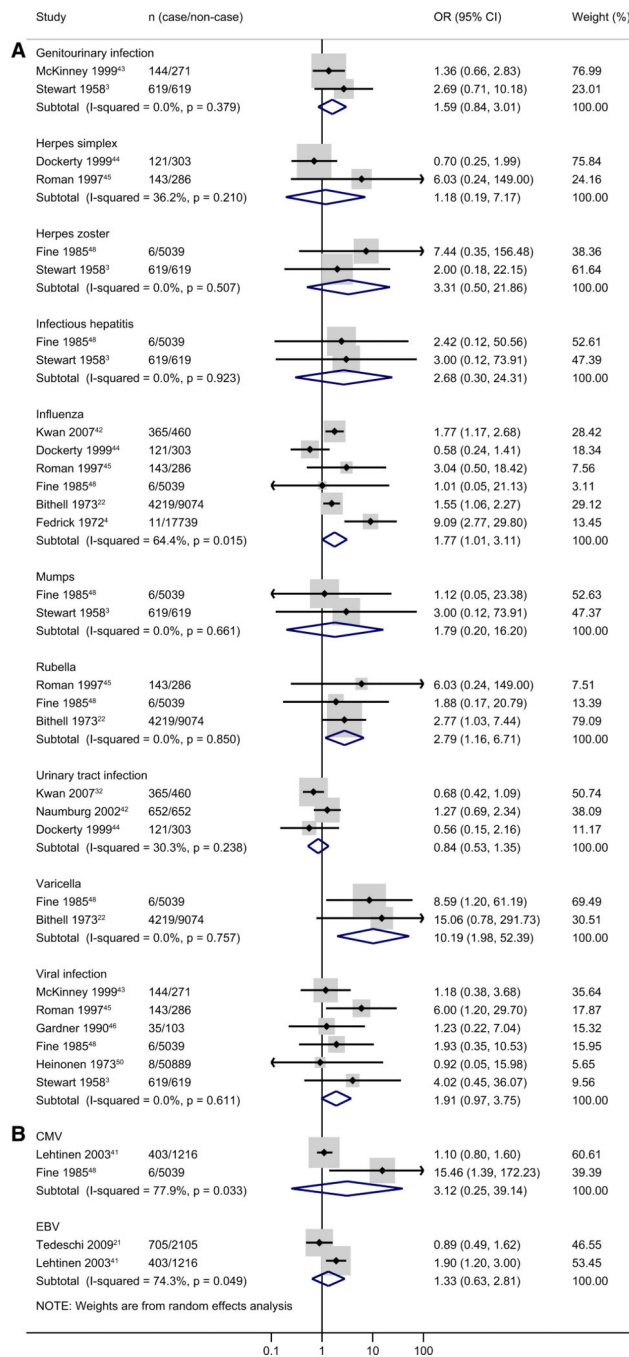 Study n (case/non-case) OR (95% CI) Weight (%)
A
Genitourinary infection
McKinney 1999⁴³ 144/271 1.36 (0.66, 2.83) 76.99
Stewart 1958³ 619/619 2.69 (0.71, 10.18) 23.01
Subtotal (I-squared = 0.0%, p = 0.379) 1.59 (0.84, 3.01) 100.00
Herpes simplex
Dockerty 1999⁴⁴ 121/303 0.70 (0.25, 1.99) 75.84
Roman 1997⁴⁵ 143/286 6.03 (0.24, 149.00) 24.16
Subtotal (I-squared = 36.2%, p = 0.210) 1.18 (0.19, 7.17) 100.00
Herpes zoster
Fine 1985⁴⁸ 6/5039 7.44 (0.35, 156.48) 38.36
Stewart 1958³ 619/619 2.00 (0.18, 22.15) 61.64
Subtotal (I-squared = 0.0%, p = 0.507) 3.31 (0.50, 21.86) 100.00
Infectious hepatitis
Fine 1985⁴⁸ 6/5039 2.42 (0.12, 50.56) 52.61
Stewart 1958³ 619/619 3.00 (0.12, 73.91) 47.39
Subtotal (I-squared = 0.0%, p = 0.923) 2.68 (0.30, 24.31) 100.00
Influenza
Kwan 2007⁴² 365/460 1.77 (1.17, 2.68) 28.42
Dockerty 1999⁴⁴ 121/303 0.58 (0.24, 1.41) 18.34
Roman 1997⁴⁵ 143/286 3.04 (0.50, 18.42) 7.56
Fine 1985⁴⁸ 6/5039 1.01 (0.05, 21.13) 3.11
Bithell 1973²² 4219/9074 1.55 (1.06, 2.27) 29.12
Fedrick 1972⁴ 11/17739 9.09 (2.77, 29.80) 13.45
Subtotal (I-squared = 64.4%, p = 0.015) 1.77 (1.01, 3.11) 100.00
Mumps
Fine 1985⁴⁸ 6/5039 1.12 (0.05, 23.38) 52.63
Stewart 1958³ 619/619 3.00 (0.12, 73.91) 47.37
Subtotal (I-squared = 0.0%, p = 0.661) 1.79 (0.20, 16.20) 100.00
Rubella
Roman 1997⁴⁵ 143/286 6.03 (0.24, 149.00) 7.51
Fine 1985⁴⁸ 6/5039 1.88 (0.17, 20.79) 13.39
Bithell 1973²² 4219/9074 2.77 (1.03, 7.44) 79.09
Subtotal (I-squared = 0.0%, p = 0.850) 2.79 (1.16, 6.71) 100.00
Urinary tract infection
Kwan 2007³² 365/460 0.68 (0.42, 1.09) 50.74
Naumburg 2002⁴² 652/652 1.27 (0.69, 2.34) 38.09
Dockerty 1999⁴⁴ 121/303 0.56 (0.15, 2.16) 11.17
Subtotal (I-squared = 30.3%, p = 0.238) 0.84 (0.53, 1.35) 100.00
Varicella
Fine 1985⁴⁸ 6/5039 8.59 (1.20, 61.19) 69.49
Bithell 1973²² 4219/9074 15.06 (0.78, 291.73) 30.51
Subtotal (I-squared = 0.0%, p = 0.757) 10.19 (1.98, 52.39) 100.00
Viral infection
McKinney 1999⁴³ 144/271 1.18 (0.38, 3.68) 35.64
Roman 1997⁴⁵ 143/286 6.00 (1.20, 29.70) 17.87
Gardner 1990⁴⁶ 35/103 1.23 (0.22, 7.04) 15.32
Fine 1985⁴⁸ 6/5039 1.93 (0.35, 10.53) 15.95
Heinonen 1973⁵⁰ 8/50889 0.92 (0.05, 15.98) 5.65
Stewart 1958³ 619/619 4.02 (0.45, 36.07) 9.56
Subtotal (I-squared = 0.0%, p = 0.611) 1.91 (0.97, 3.75) 100.00
B
CMV
Lehtinen 2003⁴¹ 403/1216 1.10 (0.80, 1.60) 60.61
Fine 1985⁴⁸ 6/5039 15.46 (1.39, 172.23) 39.39
Subtotal (I-squared = 77.9%, p = 0.033) 3.12 (0.25, 39.14) 100.00
EBV
Tedeschi 2009²¹ 705/2105 0.89 (0.49, 1.62) 46.55
Lehtinen 2003⁴¹ 403/1216 1.90 (1.20, 3.00) 53.45
Subtotal (I-squared = 74.3%, p = 0.049) 1.33 (0.63, 2.81) 100.00
NOTE: Weights are from random effects analysis
0.1 1 10 100